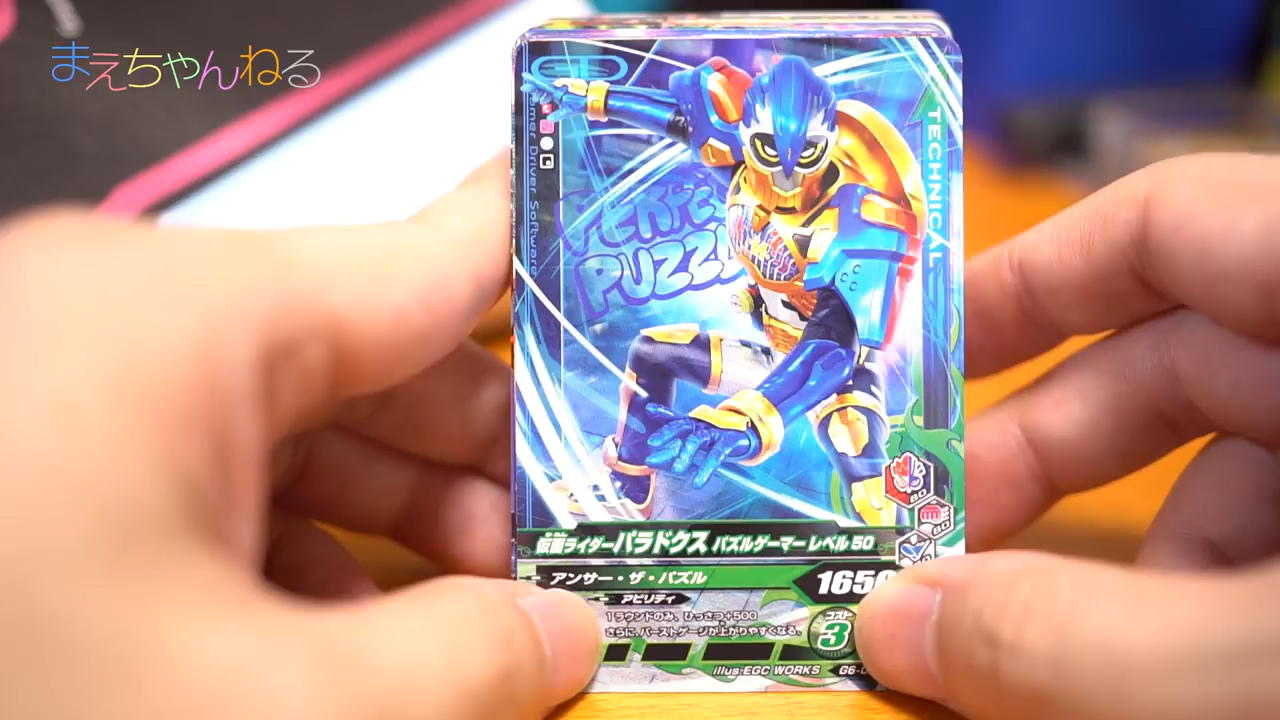 まえちゃんねる
TECHNICAL
Gamer Driver Software
PERFECT
PUZZLE
仮面ライダーパラドクス パズルゲーマー レベル 50
アンサー・ザ・パズル
1650
アビリティ
1ラウンドのみ、ひっさつ+500
さらに、バーストゲージが上がりやすくなる。
コスト
3
80
80
illus:EGC WORKS
G6-0